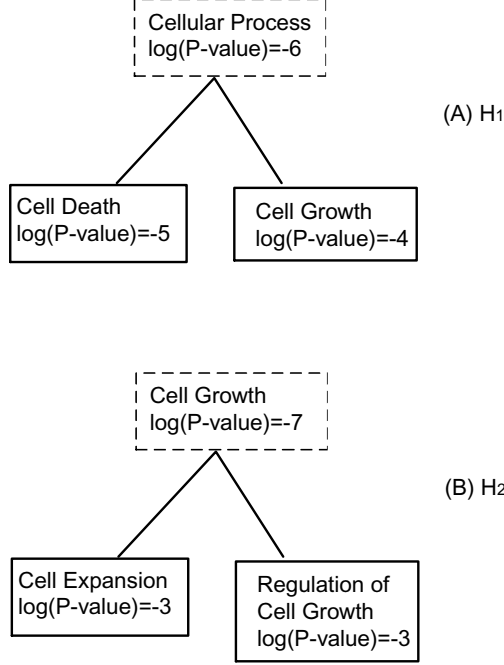 Cellular Process
log(P-value)=-6
(A) H1
Cell Death
log(P-value)=-5
Cell Growth
log(P-value)=-4
Cell Growth
log(P-value)=-7
(B) H2
Cell Expansion
log(P-value)=-3
Regulation of
Cell Growth
log(P-value)=-3